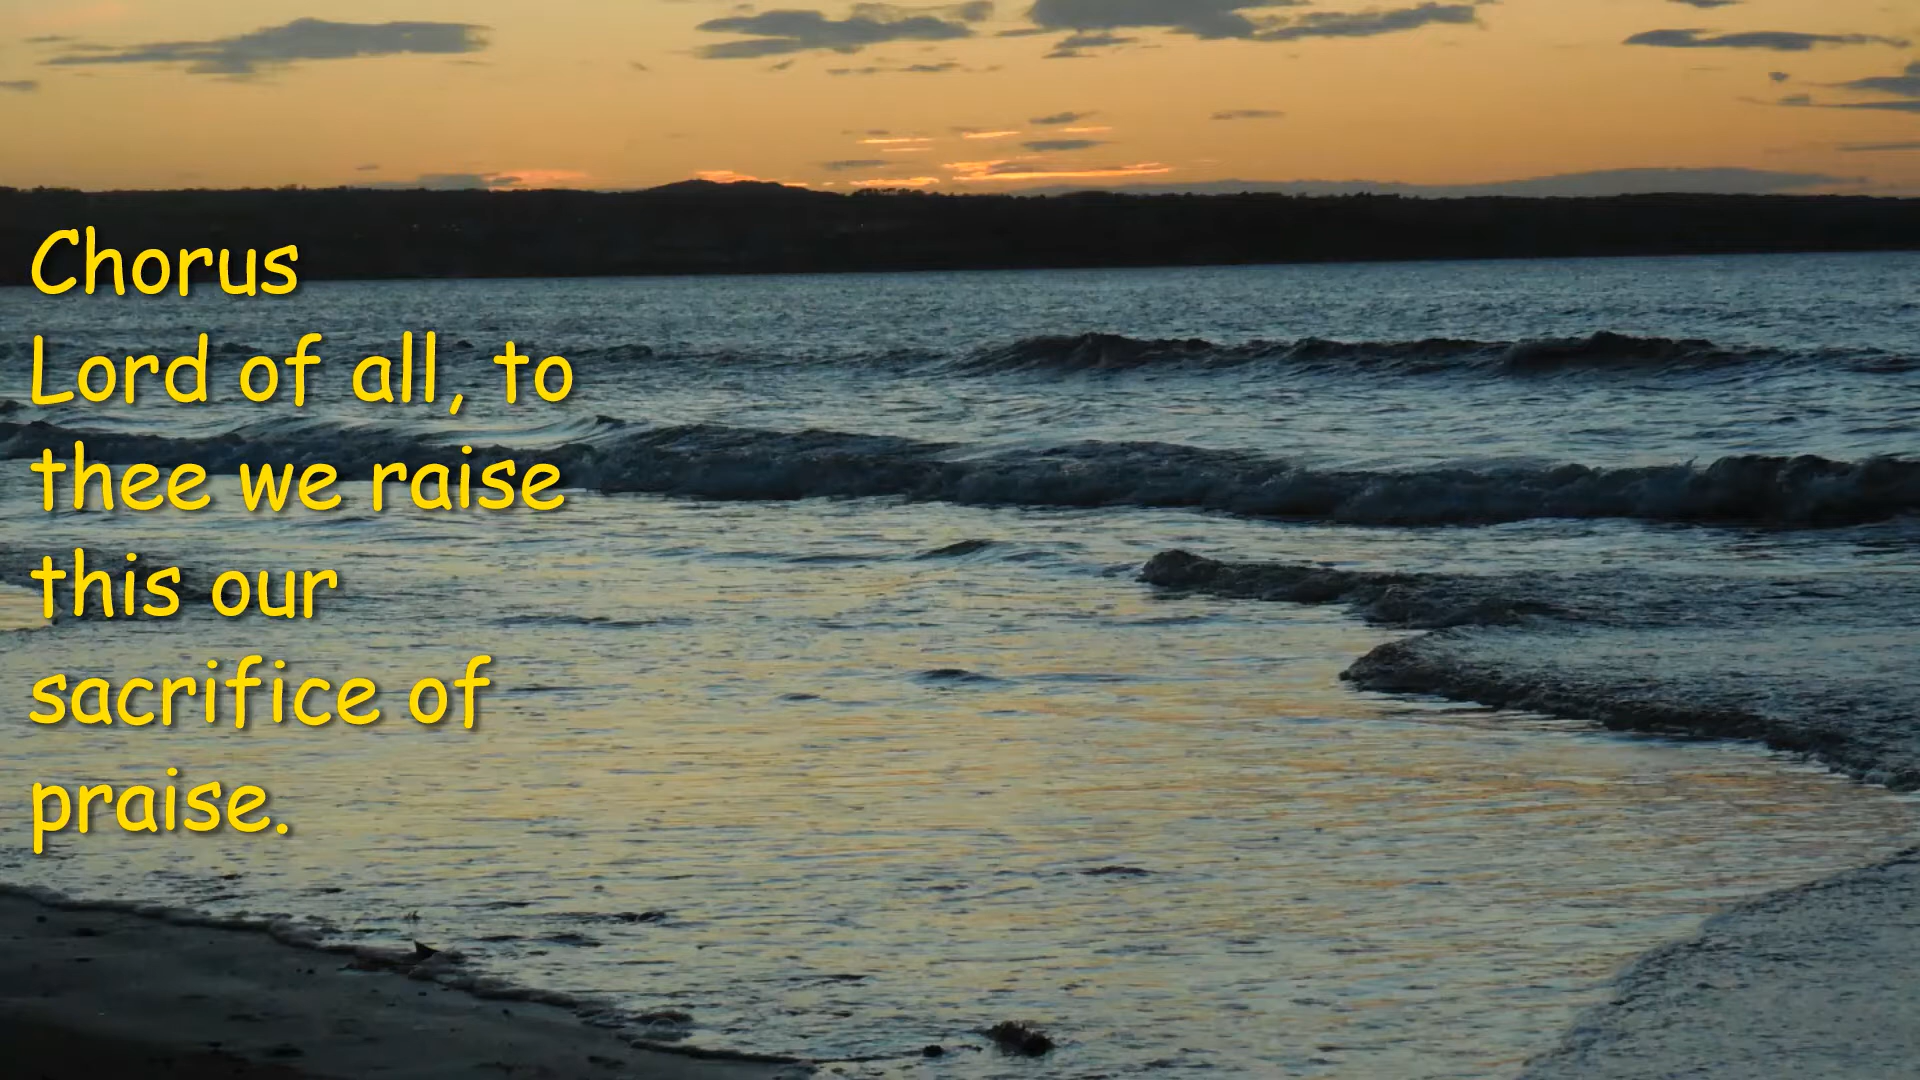 Chorus
Lord of all, to
thee we raise
this our
sacrifice of
praise.